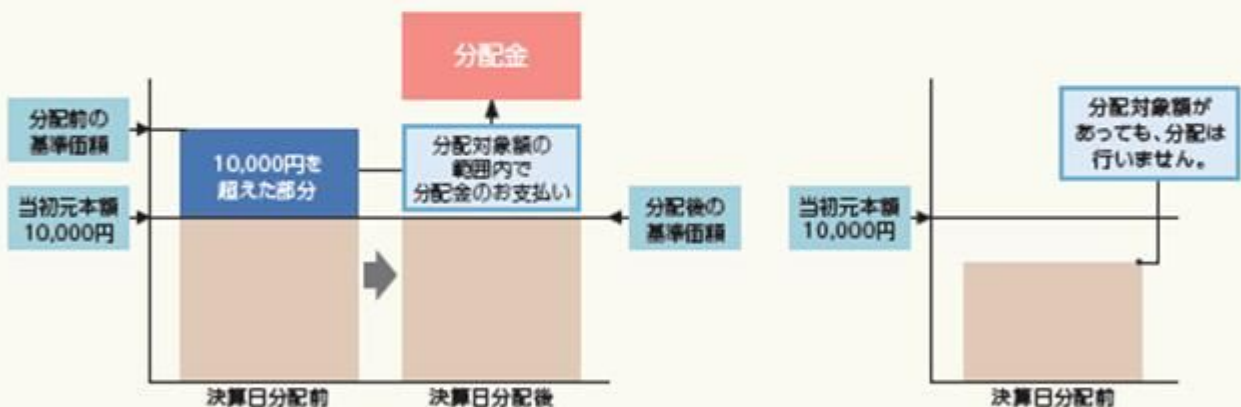 分配金
分配前の
基準価額
10,000円を
超えた部分
分配対象額の
範囲内で
分配金のお支払い
当初元本額
10,000円
分配後の
基準価額
決算日分配前
決算日分配後
分配対象額が
あっても、分配は
行いません。
当初元本額
10,000円
決算日分配前